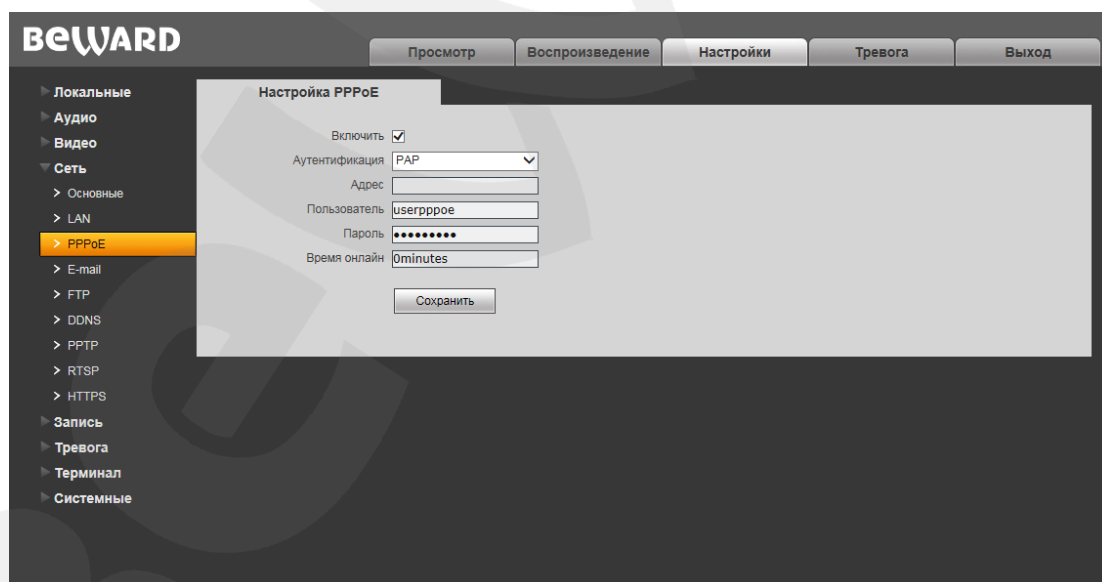 BEWARD
Просмотр Воспроизведение Настройки Тревога Выход
Локальные
Аудио
Видео
Сеть
> Основные
> LAN
> PPPoE
> E-mail
> FTP
> DDNS
> PPTP
> RTSP
> HTTPS
Запись
Тревога
Терминал
Системные
Настройка PPPoE
Включить
Аутентификация PAP
Адрес
Пользователь userpppoe
Пароль •••••••••
Время онлайн 0minutes
Сохранить